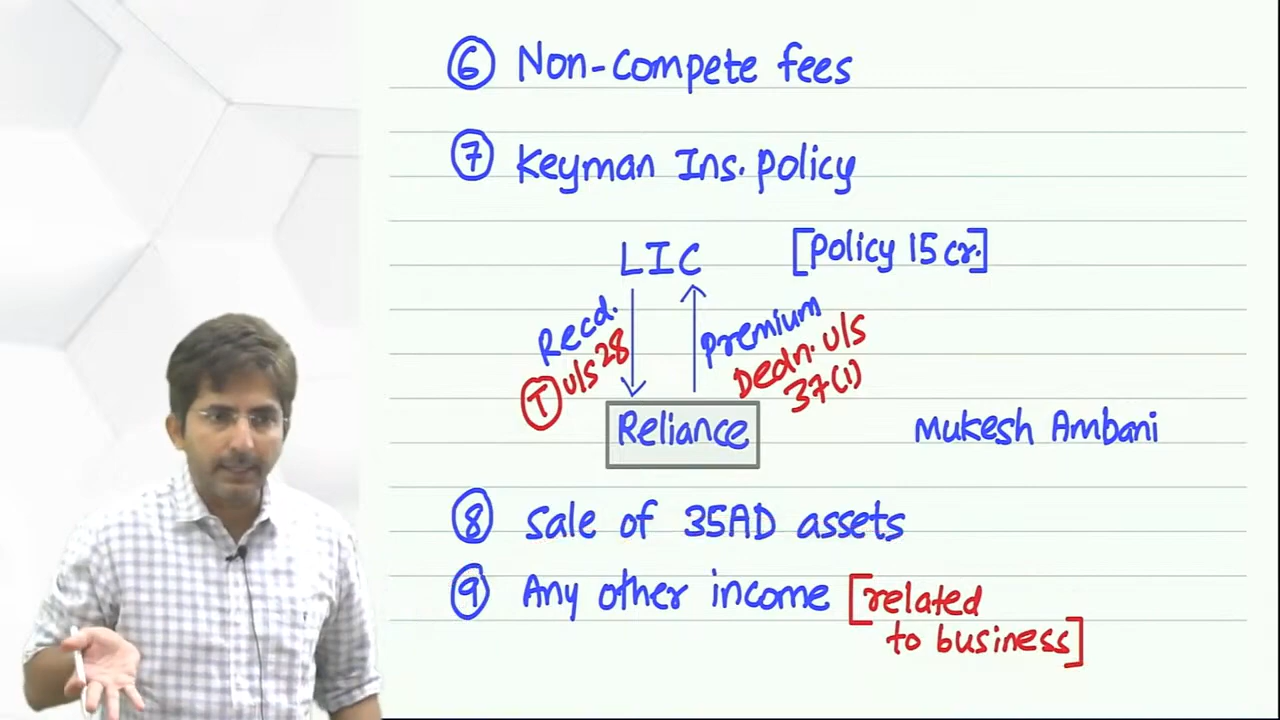 ⑥ Non-Compete fees
⑦ Keyman Ins. policy
LIC [Policy 15 cr.]
Recd.
Ⓣ u/s 28
Premium
Dedn. u/s
37(1)
Reliance
Mukesh Ambani
⑧ Sale of 35AD assets
⑨ Any other income [related
to business]